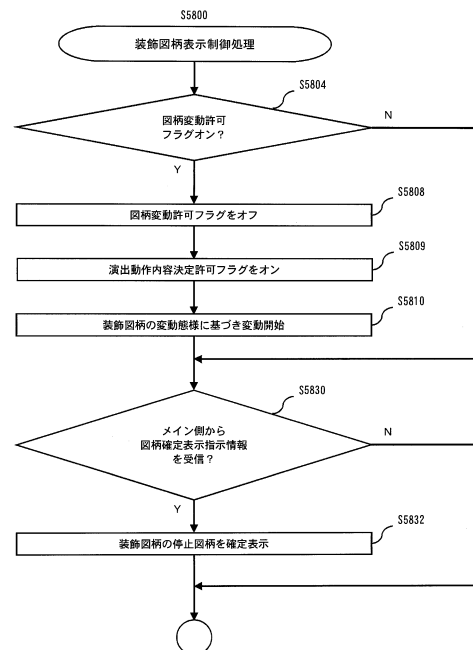 S5800
装飾図柄表示制御処理
S5804
図柄変動許可
フラグオン？
N
Y
S5808
図柄変動許可フラグをオフ
S5809
演出動作内容決定許可フラグをオン
S5810
装飾図柄の変動態様に基づき変動開始
S5830
メイン側から
図柄確定表示指示情報
を受信？
N
Y
S5832
装飾図柄の停止図柄を確定表示